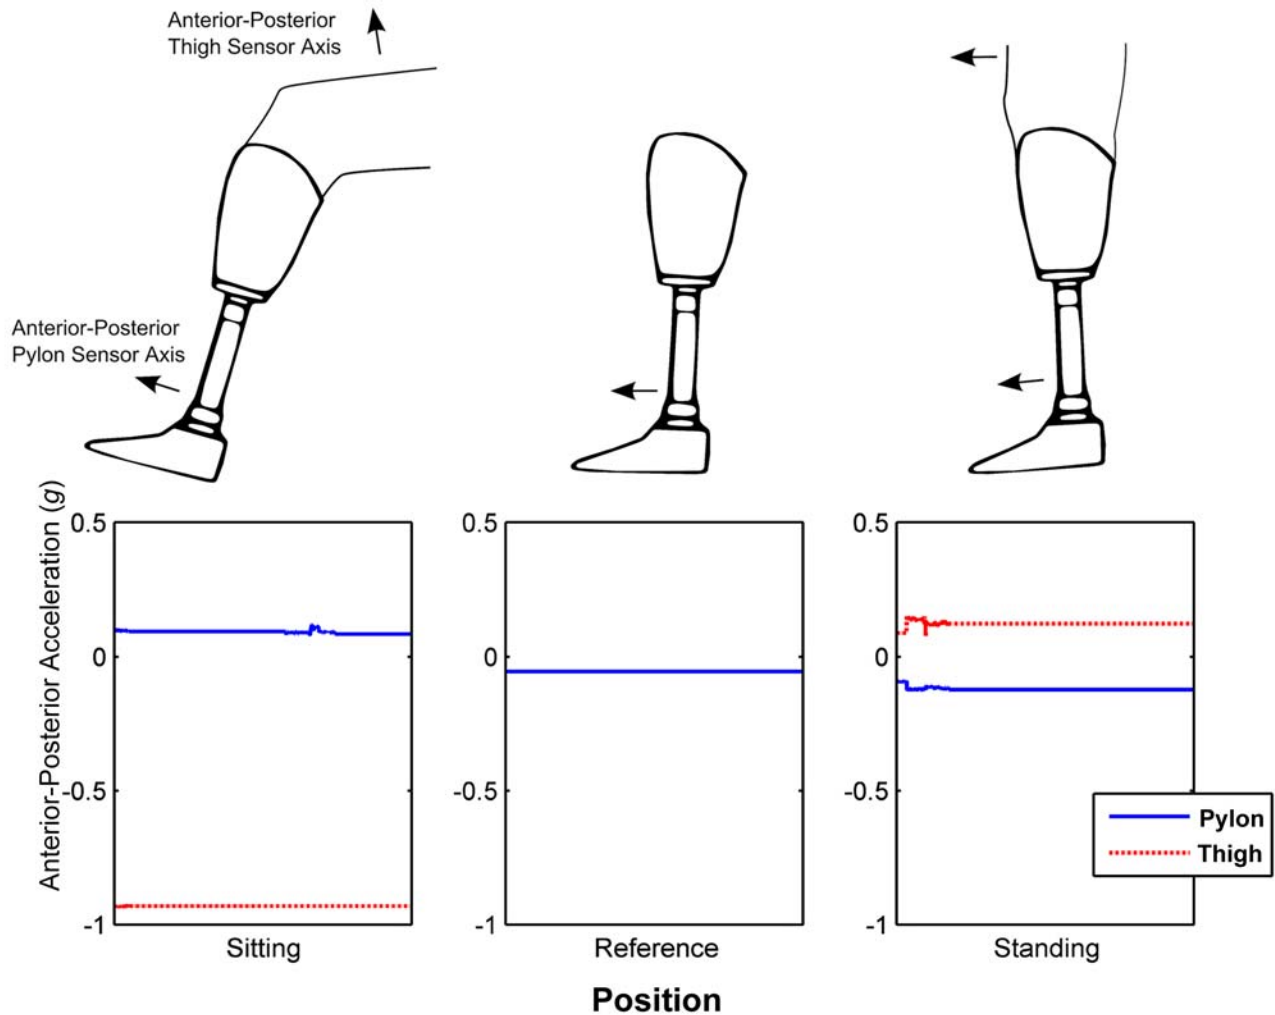 Anterior-Posterior
Thigh Sensor Axis
Anterior-Posterior
Pylon Sensor Axis
Anterior-Posterior Acceleration (g)
0.5
0
-0.5
-1
Sitting
0.5
0
-0.5
-1
Reference
0.5
0
-0.5
-1
Standing
Pylon
Thigh
Position